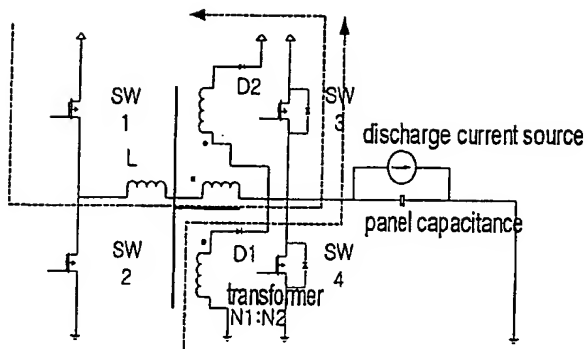 SW
1
L
D2
SW
3
discharge current source
panel capacitance
SW
2
D1
transformer
N1:N2
SW
4